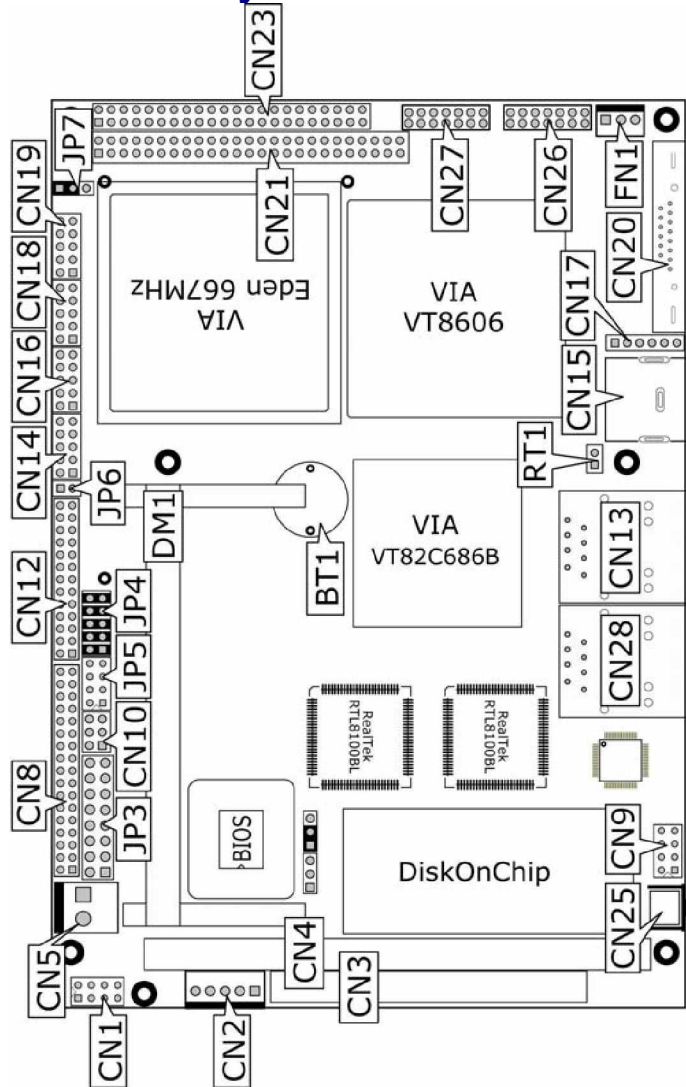 CN23
JP7
CN19
CN21
CN27
CN26
FN1
CN18
VIA
Eden 667MHz
VIA
VT8606
CN17
CN20
CN16
CN15
CN14
RT1
JP6
DM1
VIA
VT82C686B
BT1
CN13
CN12
JP4
JP5
CN28
RealTek
RTL8100BL
RealTek
RTL8100BL
CN10
CN8
JP3
BIOS
DiskOnChip
CN9
CN5
CN4
CN25
CN3
CN1
CN2